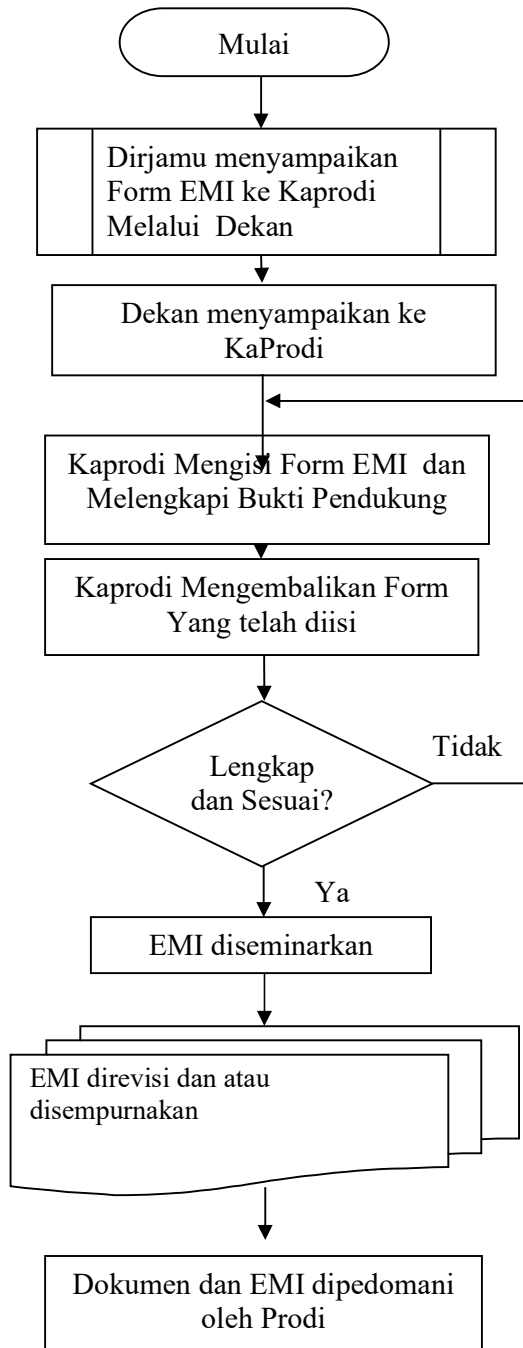 Mulai
Dirjamu menyampaikan
Form EMI ke Kaprodi
Melalui Dekan
Dekan menyampaikan ke
KaProdi
Kaprodi Mengisi Form EMI dan
Melengkapi Bukti Pendukung
Kaprodi Mengembalikan Form
Yang telah diisi
Lengkap
dan Sesuai?
Tidak
Ya
EMI diseminarkan
EMI direvisi dan atau
disempurnakan
Dokumen dan EMI dipedomani
oleh Prodi